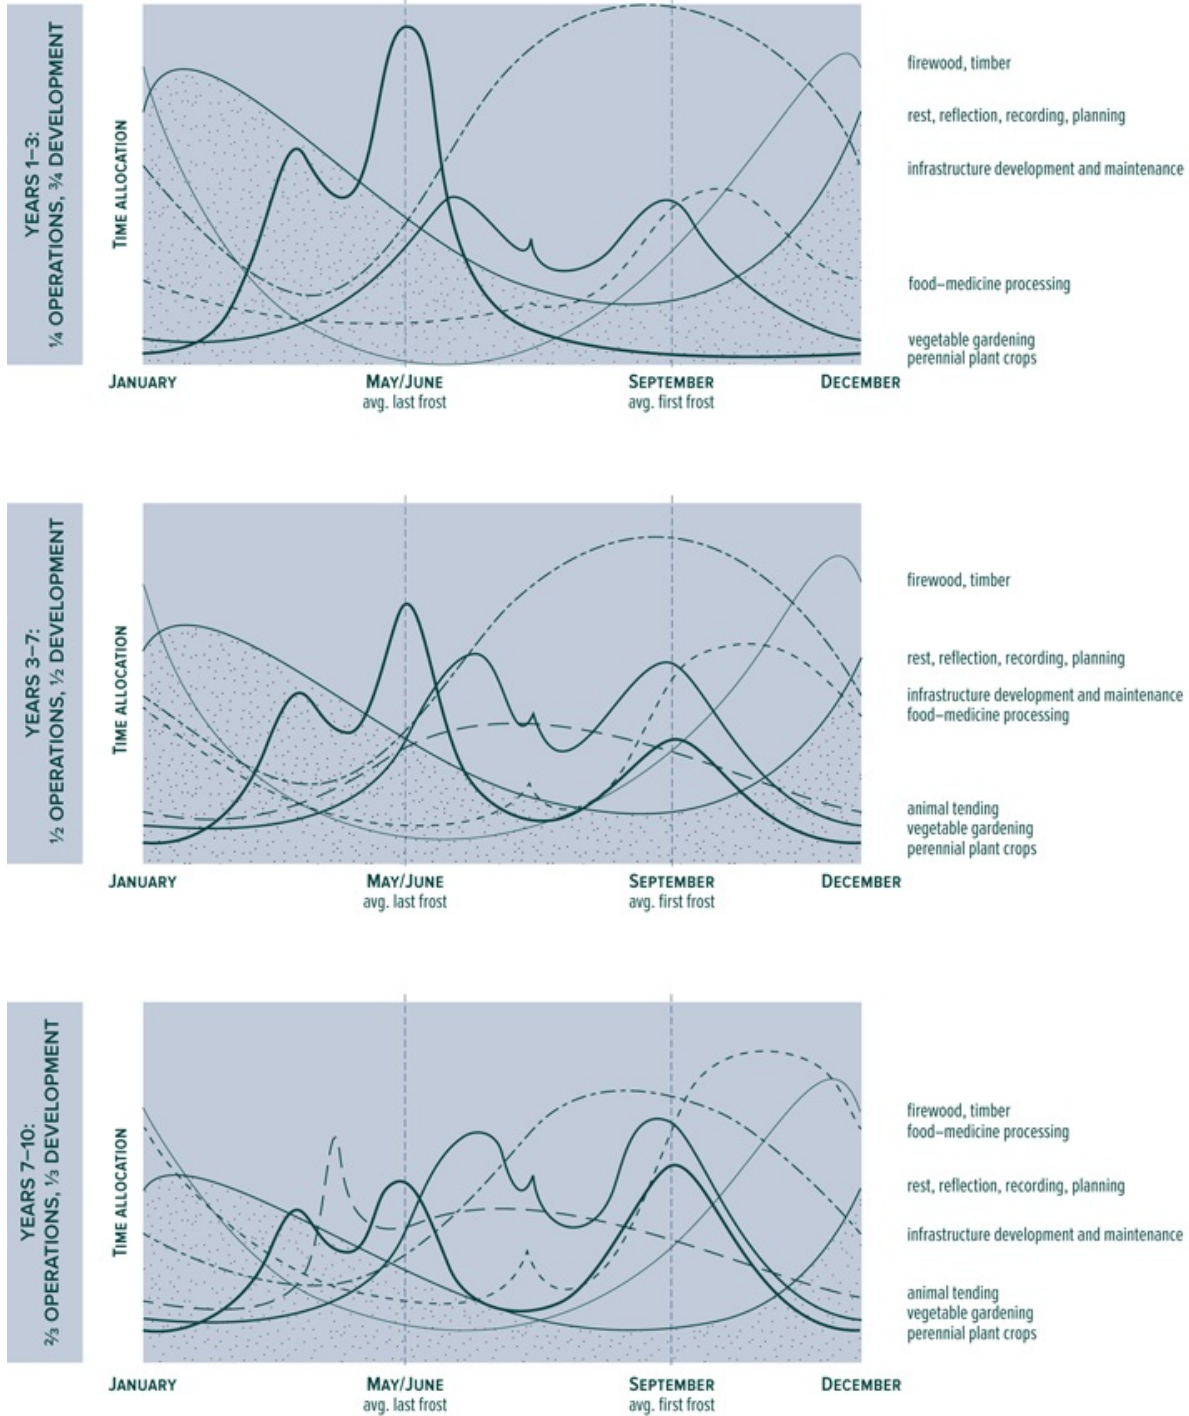 YEARS 1–3:
¼ OPERATIONS, ¾ DEVELOPMENT
TIME ALLOCATION
firewood, timber
rest, reflection, recording, planning
infrastructure development and maintenance
food–medicine processing
vegetable gardening
perennial plant crops
JANUARY
MAY/JUNE
avg. last frost
SEPTEMBER
avg. first frost
DECEMBER
YEARS 3–7:
½ OPERATIONS, ½ DEVELOPMENT
TIME ALLOCATION
firewood, timber
rest, reflection, recording, planning
infrastructure development and maintenance
food–medicine processing
animal tending
vegetable gardening
perennial plant crops
JANUARY
MAY/JUNE
avg. last frost
SEPTEMBER
avg. first frost
DECEMBER
YEARS 7–10:
⅔ OPERATIONS, ⅓ DEVELOPMENT
TIME ALLOCATION
firewood, timber
food–medicine processing
rest, reflection, recording, planning
infrastructure development and maintenance
animal tending
vegetable gardening
perennial plant crops
JANUARY
MAY/JUNE
avg. last frost
SEPTEMBER
avg. first frost
DECEMBER